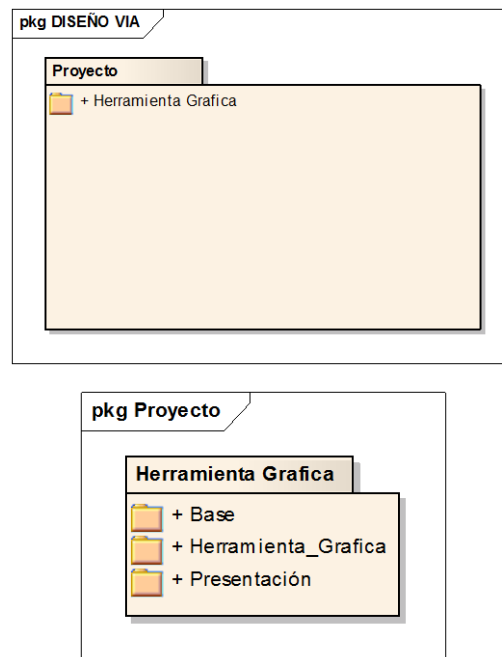 pkg DISEÑO VIA
Proyecto
+ Herramienta Grafica
pkg Proyecto
Herramienta Grafica
+ Base
+ Herramienta_Grafica
+ Presentación